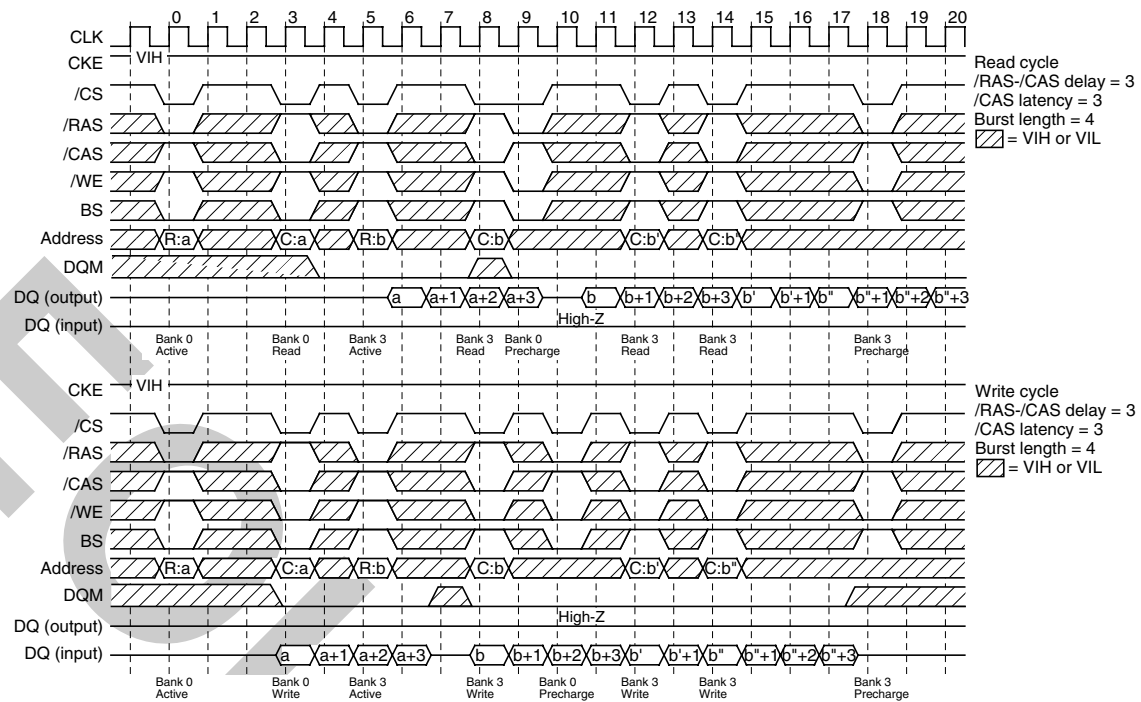 0 1 2 3 4 5 6 7 8 9 10 11 12 13 14 15 16 17 18 19 20
CLK
CKE VIH
/CS
/RAS
/CAS
/WE
BS
Address R:a C:a R:b C:b C:b' C:b"
DQM
DQ (output) a a+1 a+2 a+3 b b+1 b+2 b+3 b' b'+1 b" b"+1 b"+2 b"+3
DQ (input) High-Z
Bank 0 Active
Bank 0 Read
Bank 3 Active
Bank 3 Read
Bank 0 Precharge
Bank 3 Read
Bank 3 Read
Bank 3 Precharge
Read cycle
/RAS-/CAS delay = 3
/CAS latency = 3
Burst length = 4
= VIH or VIL
CKE VIH
/CS
/RAS
/CAS
/WE
BS
Address R:a C:a R:b C:b C:b' C:b"
DQM
DQ (output) High-Z
DQ (input) a a+1 a+2 a+3 b b+1 b+2 b+3 b' b'+1 b" b"+1 b"+2 b"+3
Bank 0 Active
Bank 0 Write
Bank 3 Active
Bank 3 Write
Bank 0 Precharge
Bank 3 Write
Bank 3 Write
Bank 3 Precharge
Write cycle
/RAS-/CAS delay = 3
/CAS latency = 3
Burst length = 4
= VIH or VIL